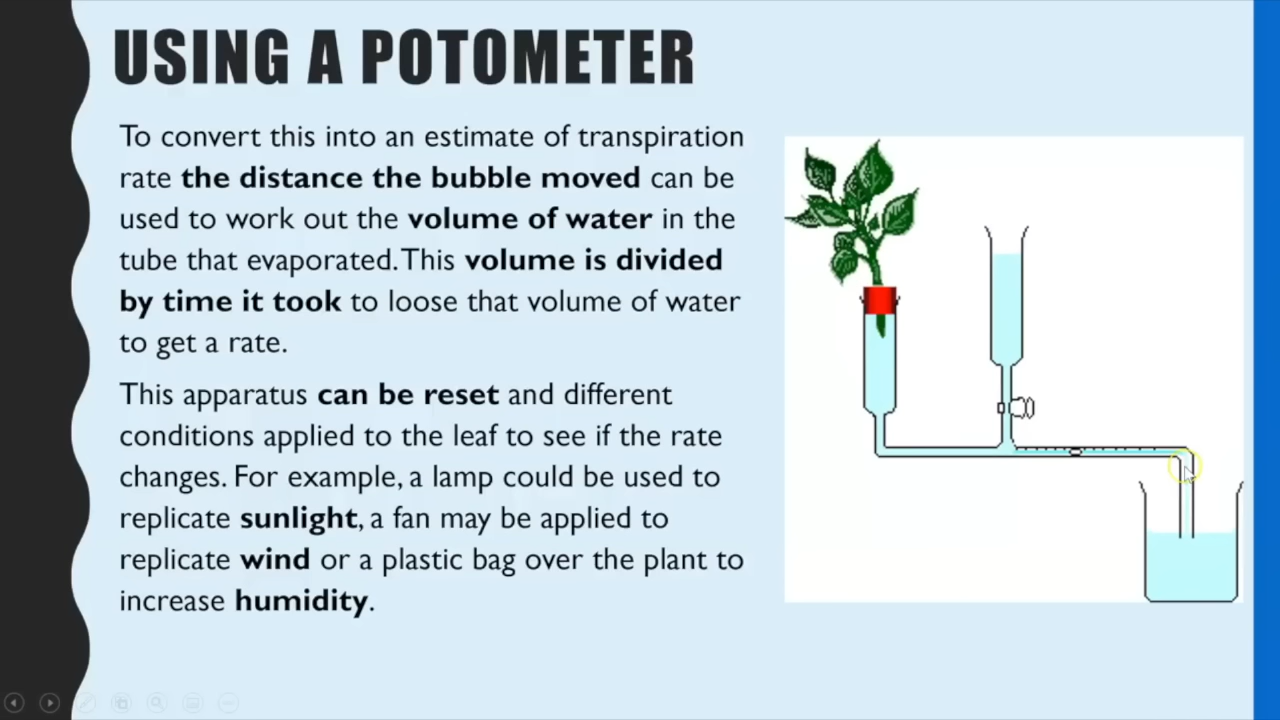 USING A POTOMETER
To convert this into an estimate of transpiration
rate the distance the bubble moved can be
used to work out the volume of water in the
tube that evaporated. This volume is divided
by time it took to loose that volume of water
to get a rate.
This apparatus can be reset and different
conditions applied to the leaf to see if the rate
changes. For example, a lamp could be used to
replicate sunlight, a fan may be applied to
replicate wind or a plastic bag over the plant to
increase humidity.